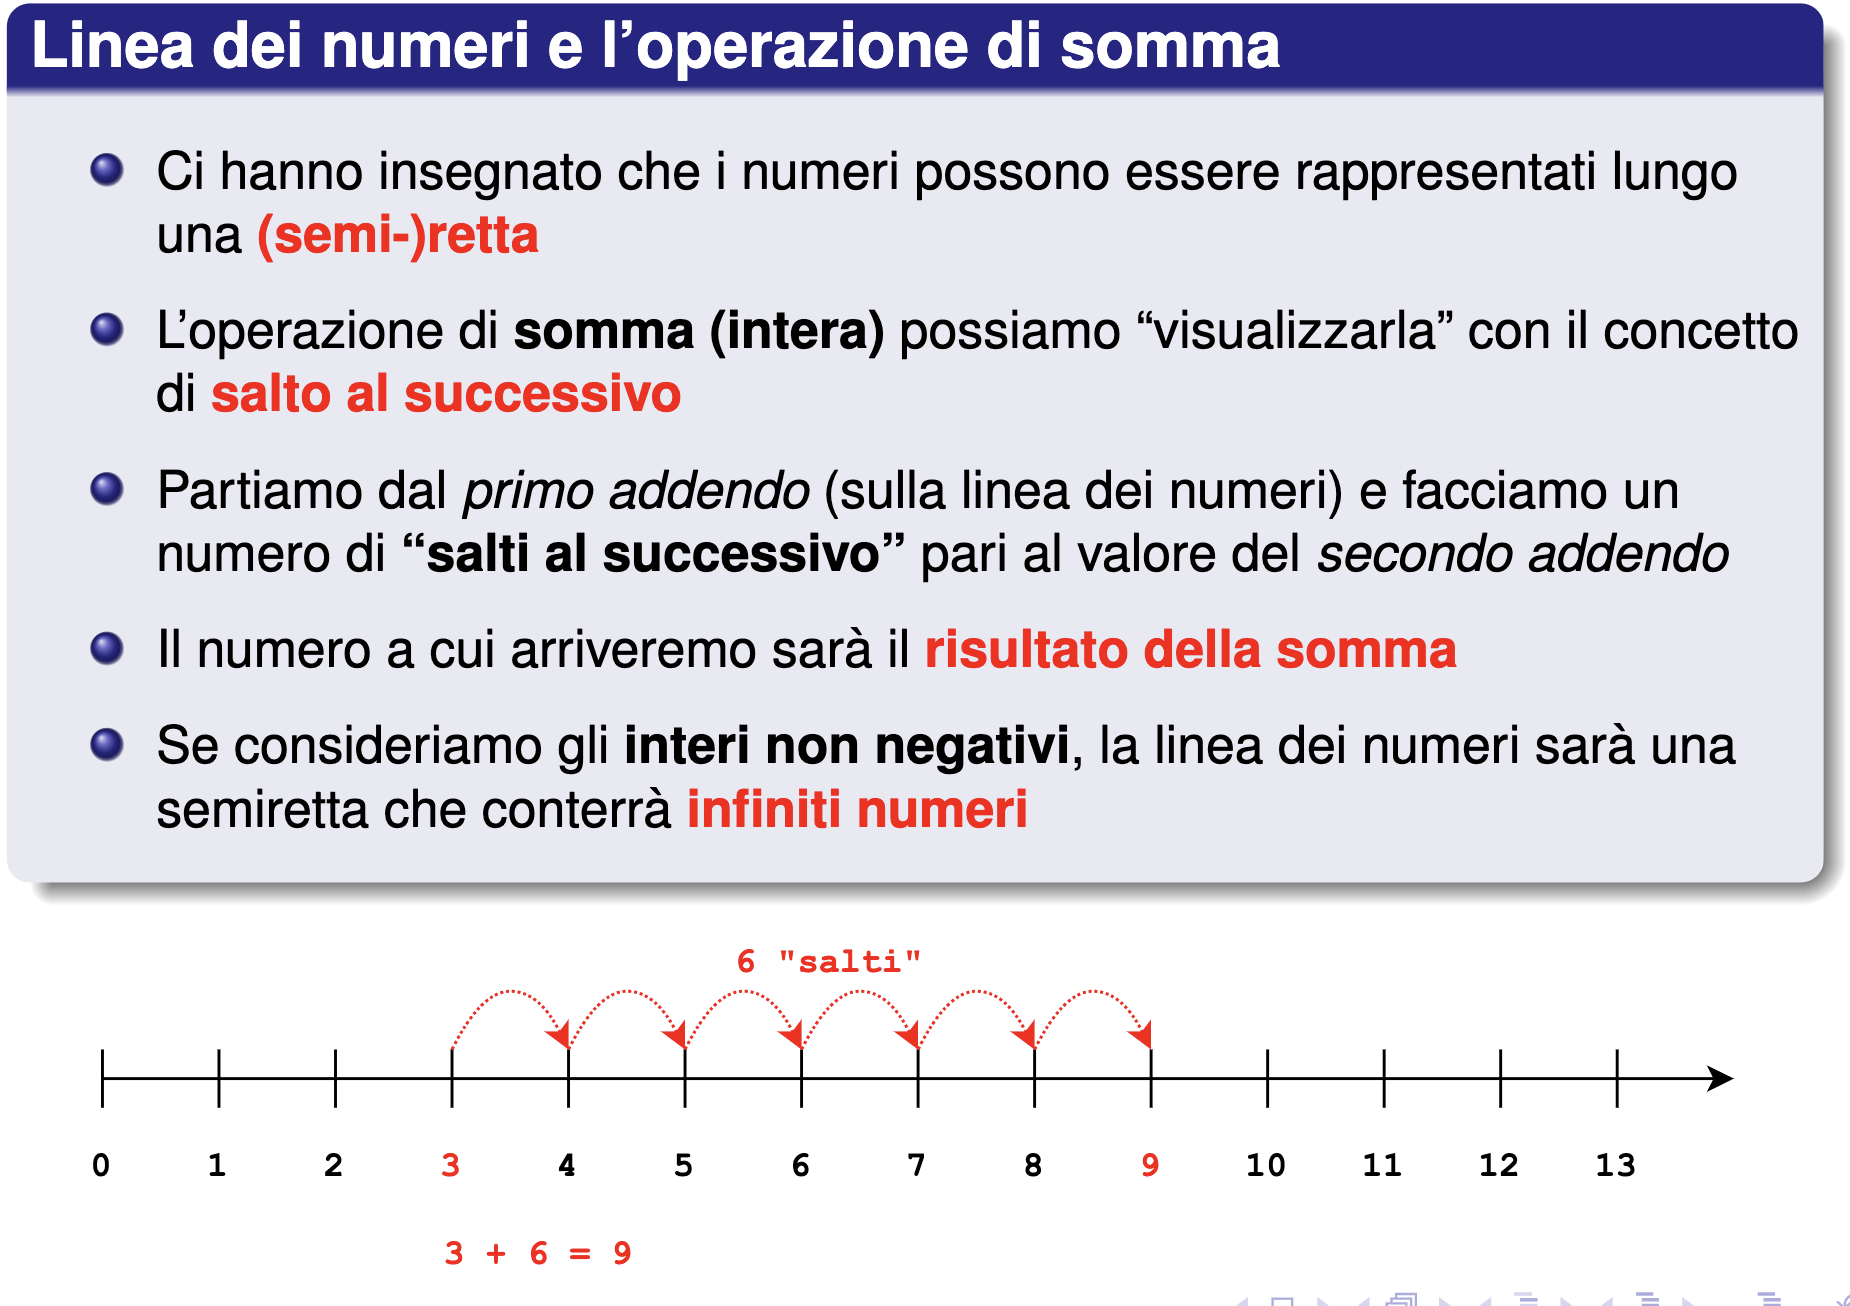 Linea dei numeri e l’operazione di somma
Ci hanno insegnato che i numeri possono essere rappresentati lungo
una (semi-)retta
L’operazione di somma (intera) possiamo “visualizzarla” con il concetto
di salto al successivo
Partiamo dal primo addendo (sulla linea dei numeri) e facciamo un
numero di “salti al successivo” pari al valore del secondo addendo
Il numero a cui arriveremo sarà il risultato della somma
Se consideriamo gli interi non negativi, la linea dei numeri sarà una
semiretta che conterrà infiniti numeri
6 "salti"
0 1 2 3 4 5 6 7 8 9 10 11 12 13
3 + 6 = 9